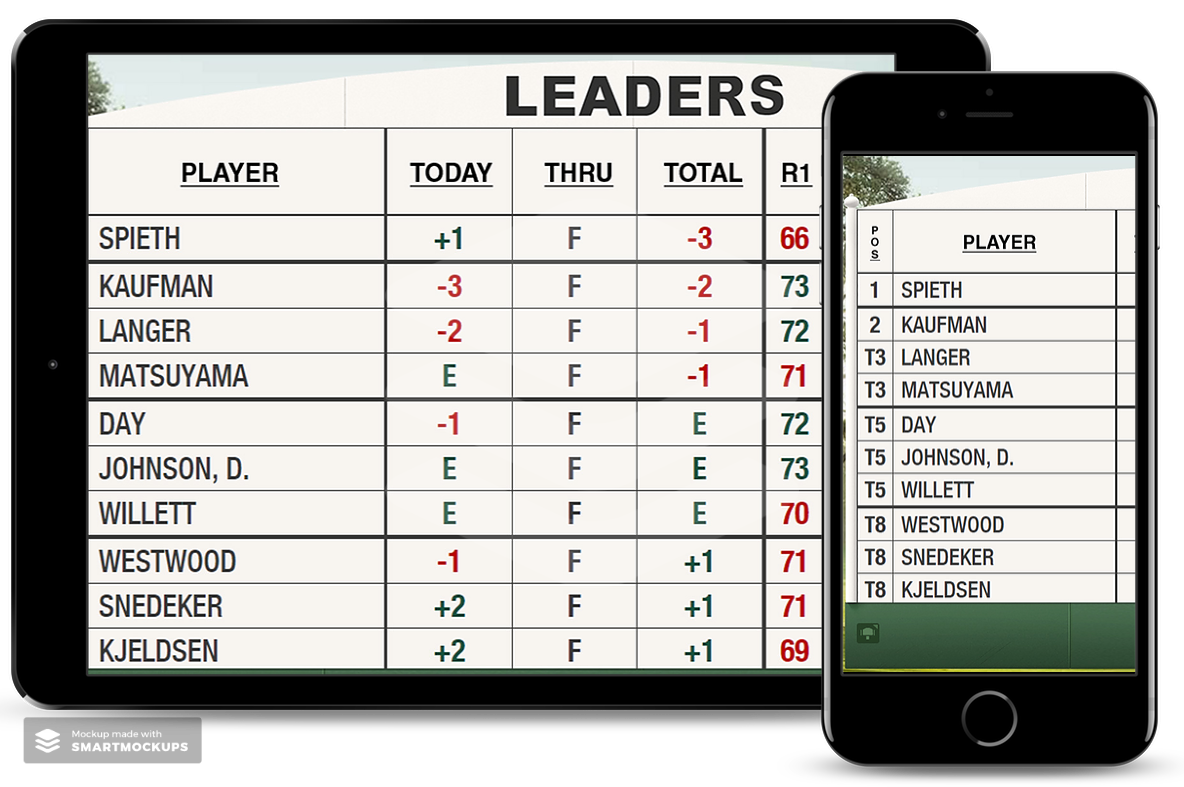 LEADERS
PLAYER TODAY THRU TOTAL R1
SPIETH +1 F -3 66
KAUFMAN -3 F -2 73
LANGER -2 F -1 72
MATSUYAMA E F -1 71
DAY -1 F E 72
JOHNSON, D. E F E 73
WILLETT E F E 70
WESTWOOD -1 F +1 71
SNEDEKER +2 F +1 71
KJELDSEN +2 F +1 69
POS PLAYER
1 SPIETH
2 KAUFMAN
T3 LANGER
T3 MATSUYAMA
T5 DAY
T5 JOHNSON, D.
T5 WILLETT
T8 WESTWOOD
T8 SNEDEKER
T8 KJELDSEN
Mockup made with
SMARTMOCKUPS